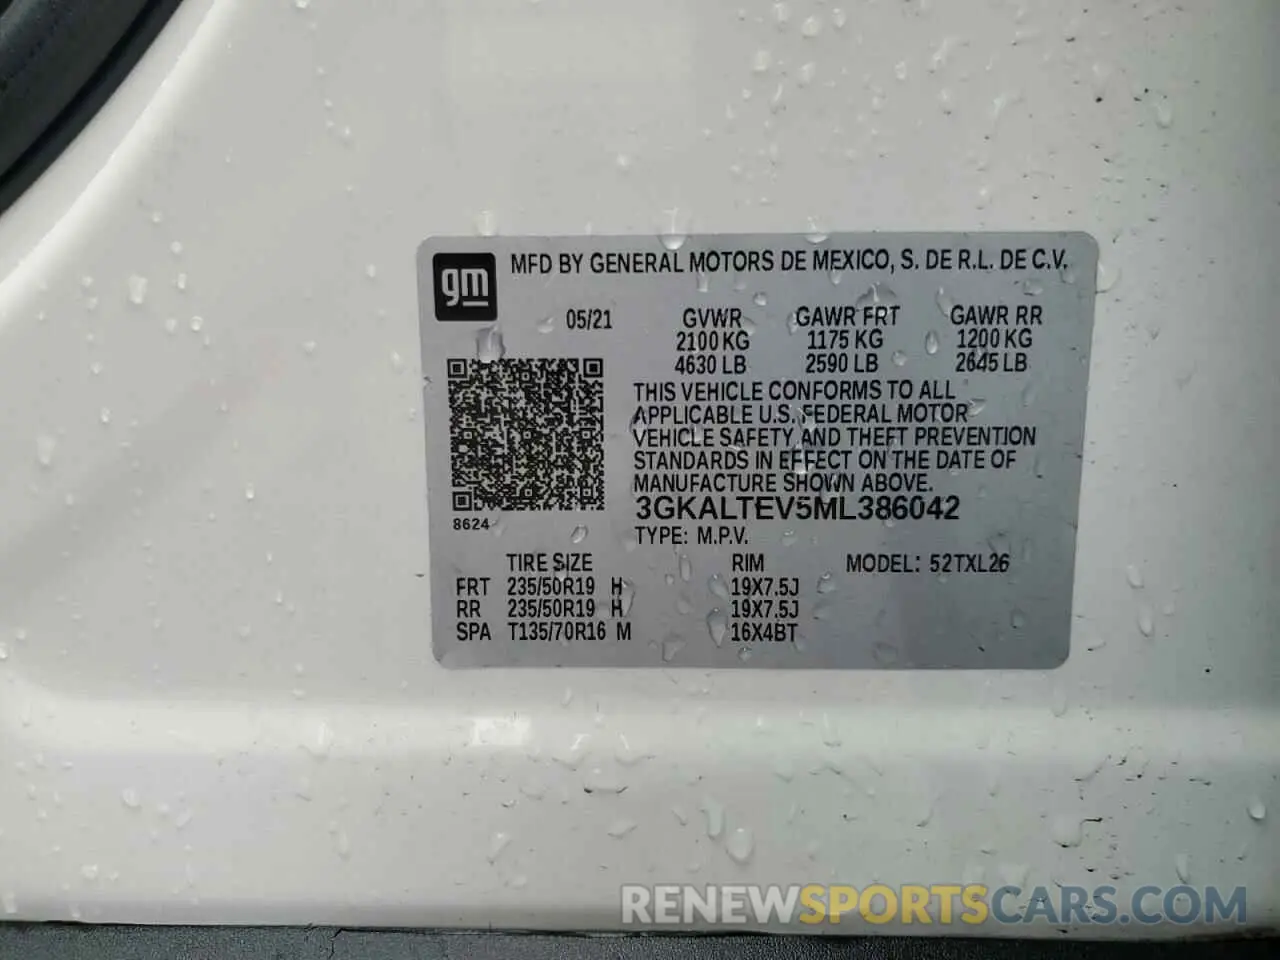 gm MFD BY GENERAL MOTORS DE MEXICO, S. DE R.L. DE C.V.
05/21 GVWR GAWR FRT GAWR RR
2100 KG 1175 KG 1200 KG
4630 LB 2590 LB 2645 LB
THIS VEHICLE CONFORMS TO ALL
APPLICABLE U.S. FEDERAL MOTOR
VEHICLE SAFETY AND THEFT PREVENTION
STANDARDS IN EFFECT ON THE DATE OF
MANUFACTURE SHOWN ABOVE.
3GKALTEV5ML386042
8624
TYPE: M.P.V.
TIRE SIZE RIM MODEL: 52TXL26
FRT 235/50R19 H 19X7.5J
RR 235/50R19 H 19X7.5J
SPA T135/70R16 M 16X4BT
RENEWSPORTSCARS.COM